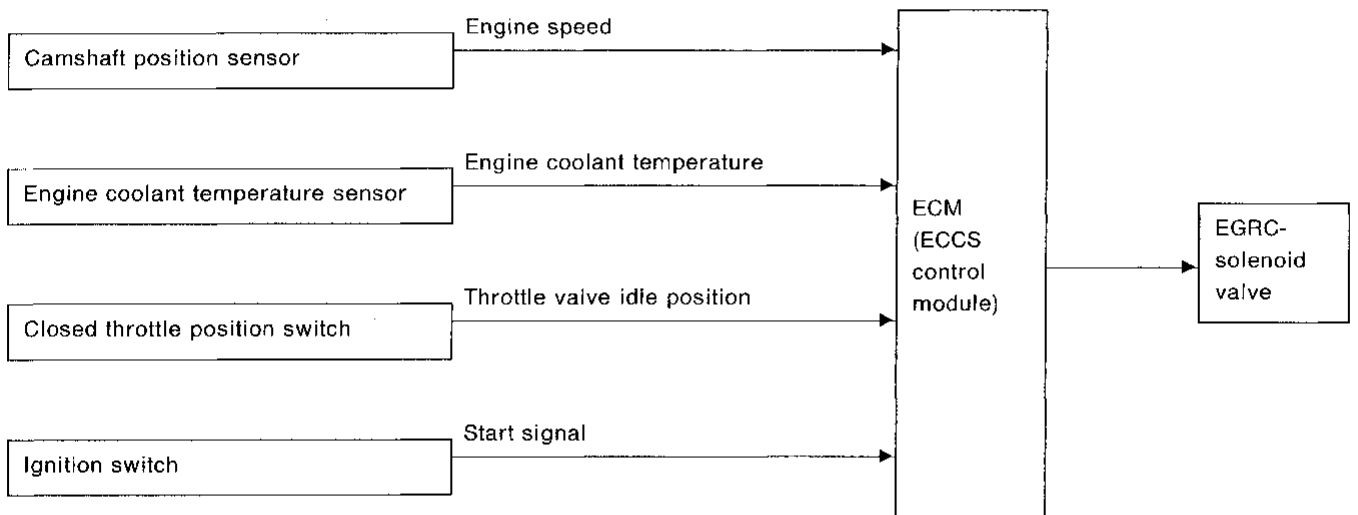 Engine speed
Camshaft position sensor
Engine coolant temperature
Engine coolant temperature sensor
ECM
(ECCS
control
module)
EGRC-
solenoid
valve
Throttle valve idle position
Closed throttle position switch
Start signal
Ignition switch